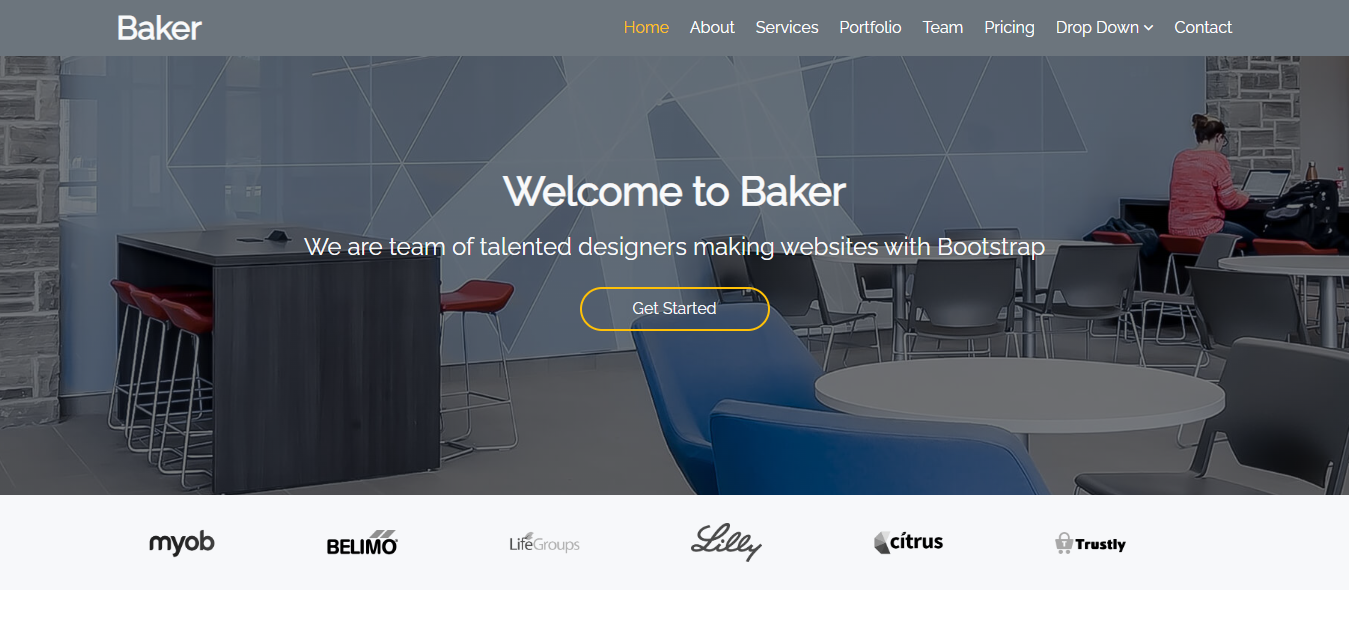 Baker
Home About Services Portfolio Team Pricing Drop Down Contact
Welcome to Baker
We are team of talented designers making websites with Bootstrap
Get Started
myob BELIMO LifeGroups Lilly cítrus Trustly